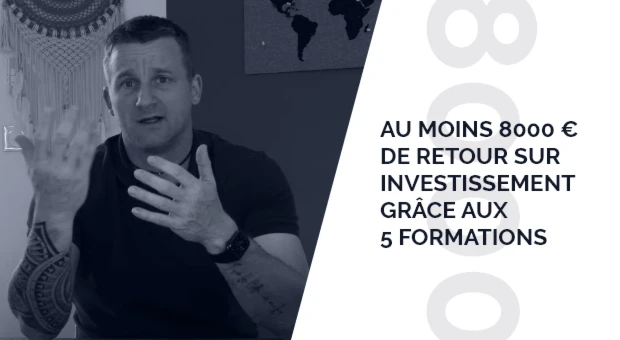 AU MOINS 8000 €
DE RETOUR SUR
INVESTISSEMENT
GRÂCE AUX
5 FORMATIONS
8000